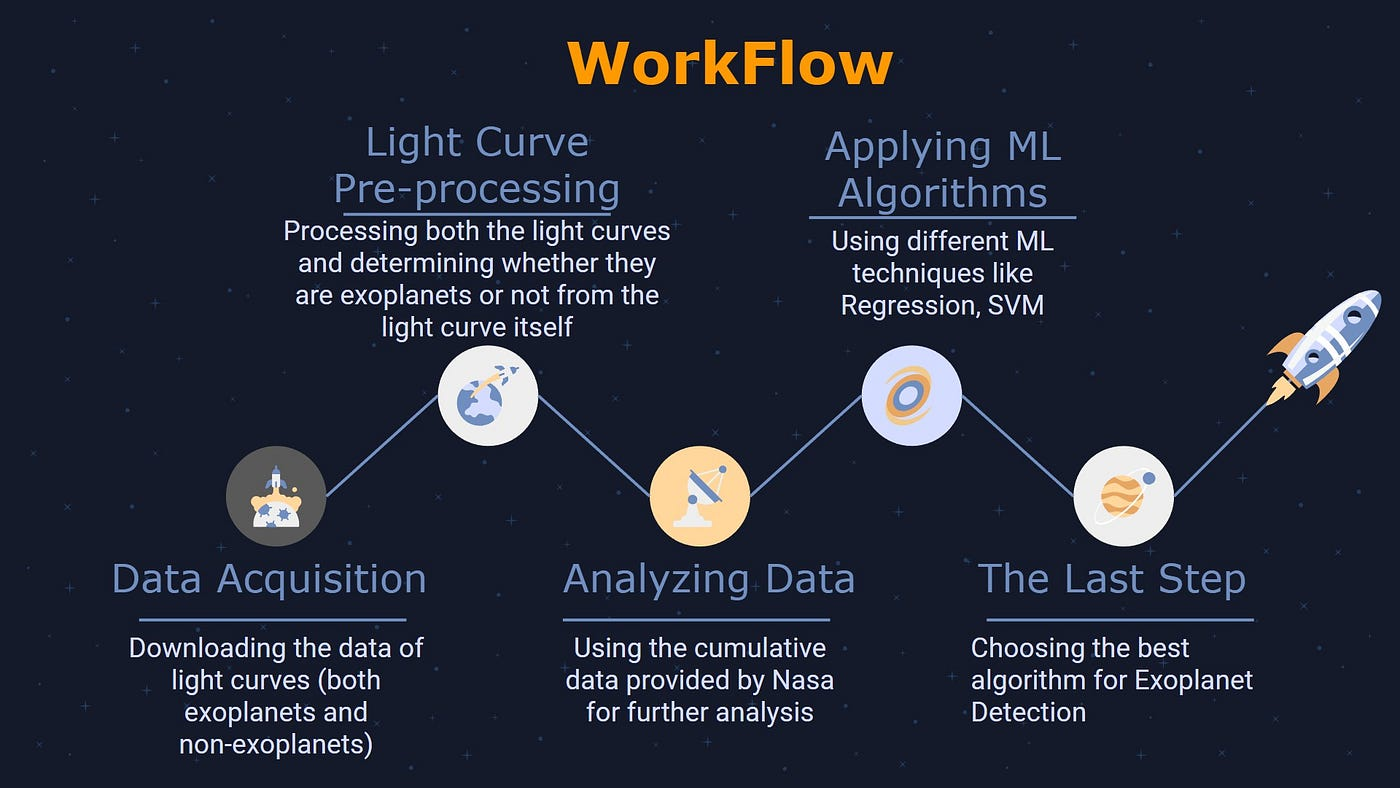 WorkFlow
Light Curve
Pre-processing
Processing both the light curves
and determining whether they
are exoplanets or not from the
light curve itself
Applying ML
Algorithms
Using different ML
techniques like
Regression, SVM
Data Acquisition
Downloading the data of
light curves (both
exoplanets and
non-exoplanets)
Analyzing Data
Using the cumulative
data provided by Nasa
for further analysis
The Last Step
Choosing the best
algorithm for Exoplanet
Detection